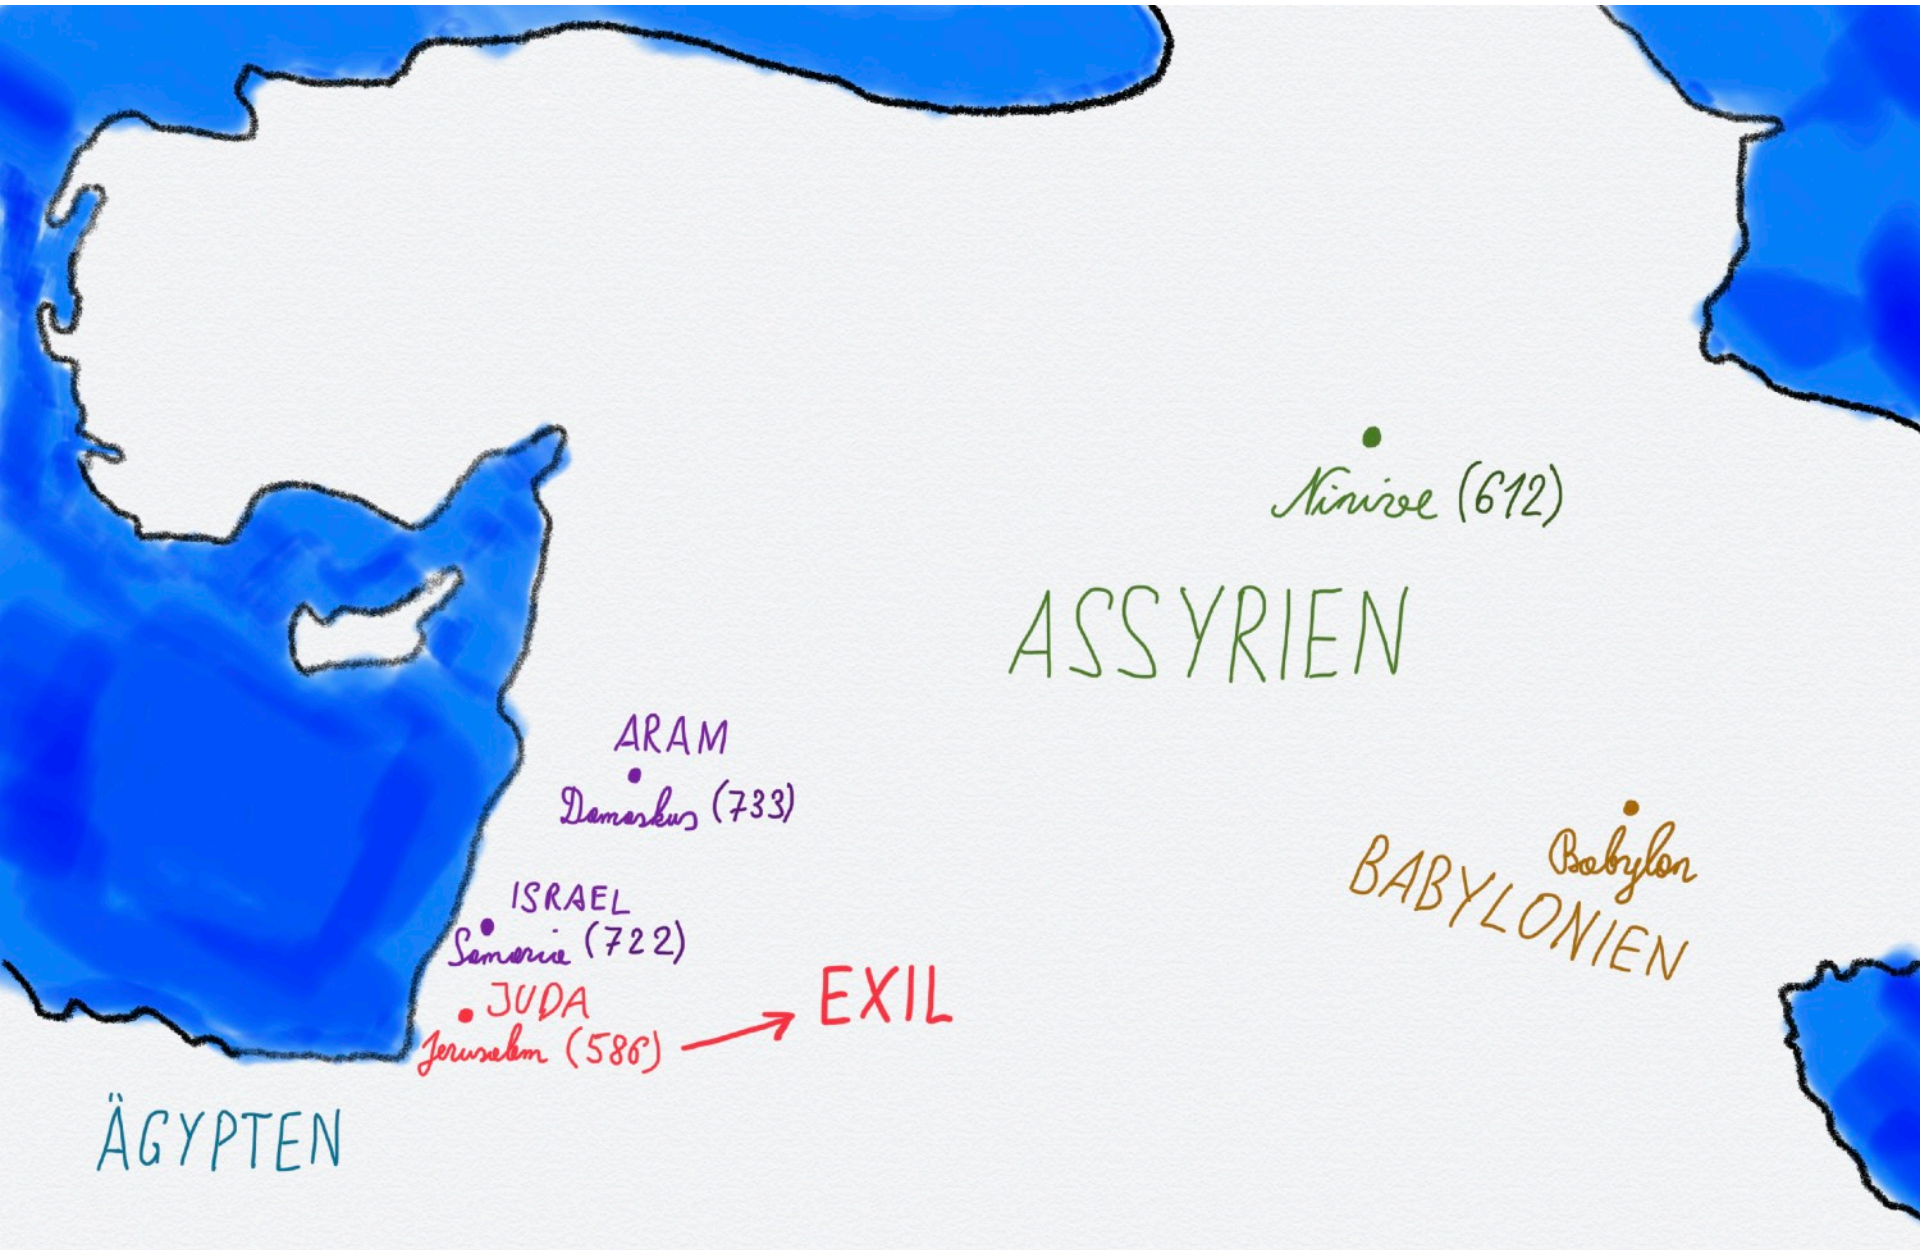 Ninive (612)
ASSYRIEN
ARAM
Damaskus (733)
Babylon
BABYLONIEN
ISRAEL
Samaria (722)
JUDA
Jerusalem (586)
EXIL
ÄGYPTEN